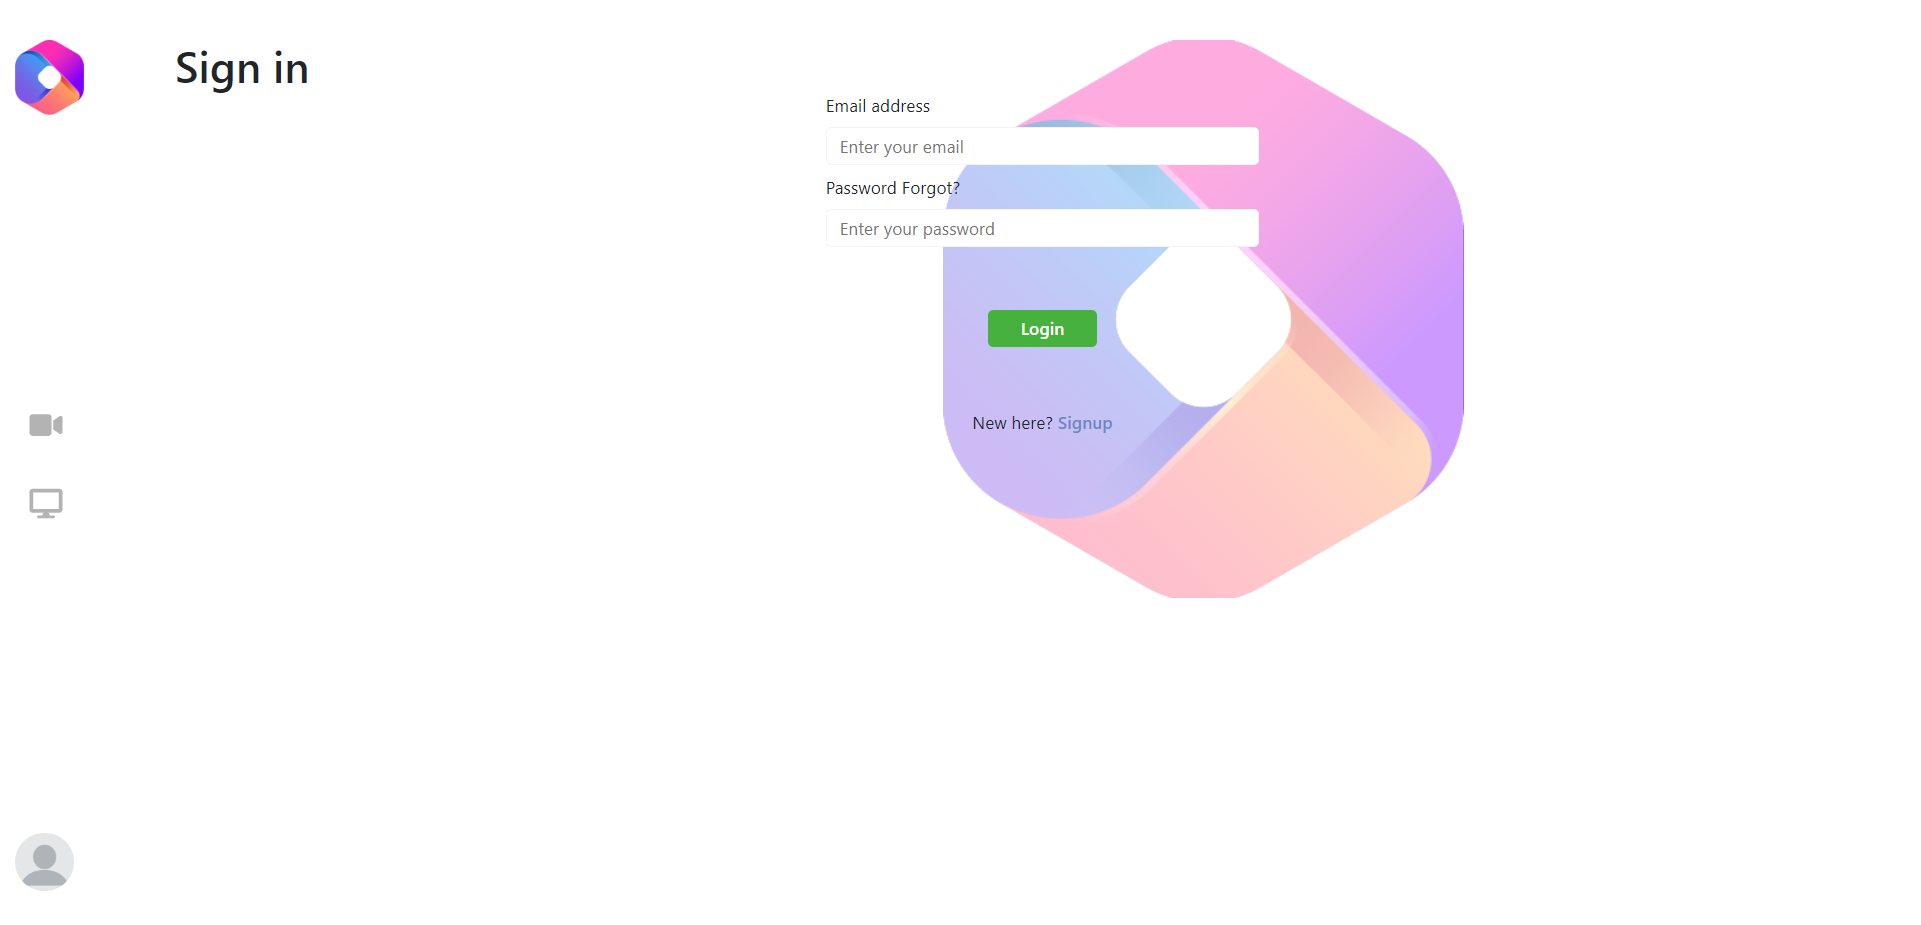 Sign in
Email address
Enter your email
Password Forgot?
Enter your password
Login
New here? Signup